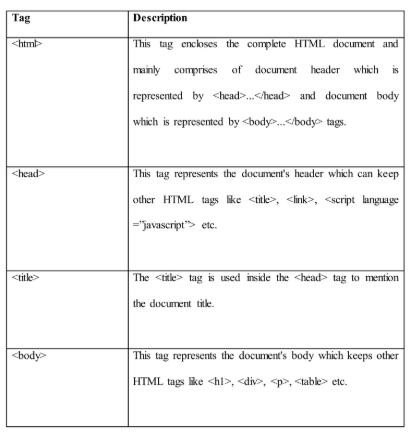 Tag Description
<html> This tag encloses the complete HTML document and
mainly comprises of document header which is
represented by <head>...</head> and document body
which is represented by <body>...</body> tags.
<head> This tag represents the document's header which can keep
other HTML tags like <title>, <link>, <script language
=”javascript”> etc.
<title> The <title> tag is used inside the <head> tag to mention
the document title.
<body> This tag represents the document's body which keeps other
HTML tags like <h1>, <div>, <p>, <table> etc.